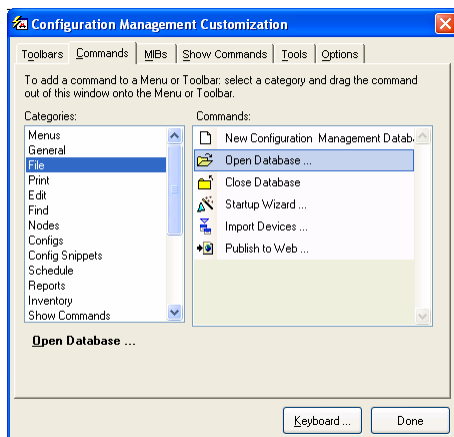 Configuration Management Customization
Toolbars Commands MIBs Show Commands Tools Options
To add a command to a Menu or Toolbar: select a category and drag the command
out of this window onto the Menu or Toolbar.
Categories:
Menus
General
File
Print
Edit
Find
Nodes
Configs
Config Snippets
Schedule
Reports
Inventory
Show Commands
Commands:
New Configuration Management Datab
Open Database ...
Close Database
Startup Wizard ...
Import Devices ...
Publish to Web ...
Open Database ...
Keyboard ... Done